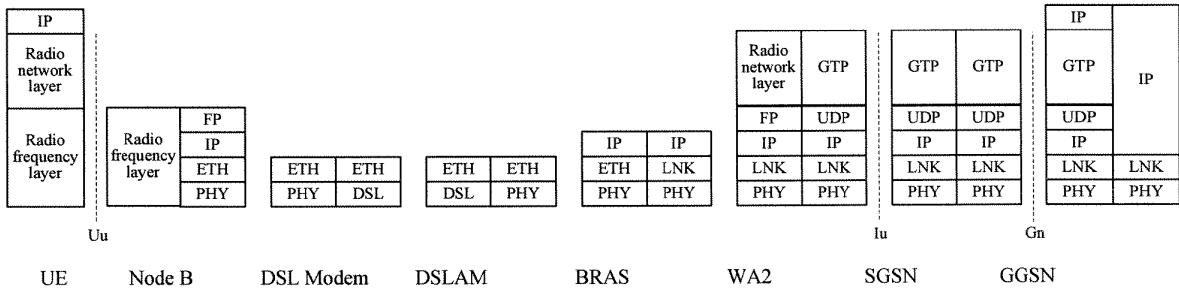 IP
Radio
network
layer
Radio
frequency
layer
Uu
Radio
frequency
layer
FP
IP
ETH
PHY
ETH ETH
PHY DSL
ETH ETH
DSL PHY
IP IP
ETH LNK
PHY PHY
Radio
network
layer
GTP
FP UDP
IP IP
LNK LNK
PHY PHY
Iu
GTP GTP
UDP UDP
IP IP
LNK LNK
PHY PHY
Gn
IP
GTP
IP
UDP
IP
LNK LNK
PHY PHY
UE Node B DSL Modem DSLAM BRAS WA2 SGSN GGSN